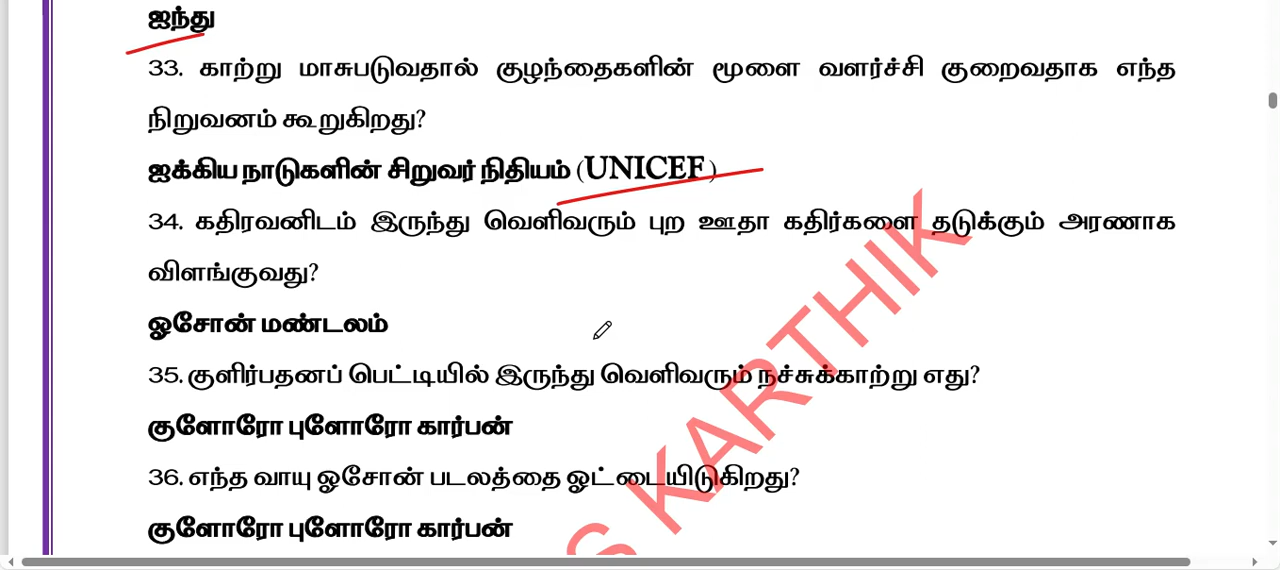 ஐந்து
33. காற்று மாசுபடுவதால் குழந்தைகளின் மூளை வளர்ச்சி குறைவதாக எந்த
நிறுவனம் கூறுகிறது?
ஐக்கிய நாடுகளின் சிறுவர் நிதியம் (UNICEF)
34. கதிரவனிடம் இருந்து வெளிவரும் புற ஊதா கதிர்களை தடுக்கும் அரணாக
விளங்குவது?
ஓசோன் மண்டலம்
35. குளிர்பதனப் பெட்டியில் இருந்து வெளிவரும் நச்சுக்காற்று எது?
குளோரோ புளோரோ கார்பன்
36. எந்த வாயு ஓசோன் படலத்தை ஓட்டையிடுகிறது?
குளோரோ புளோரோ கார்பன்
S KARTHIK